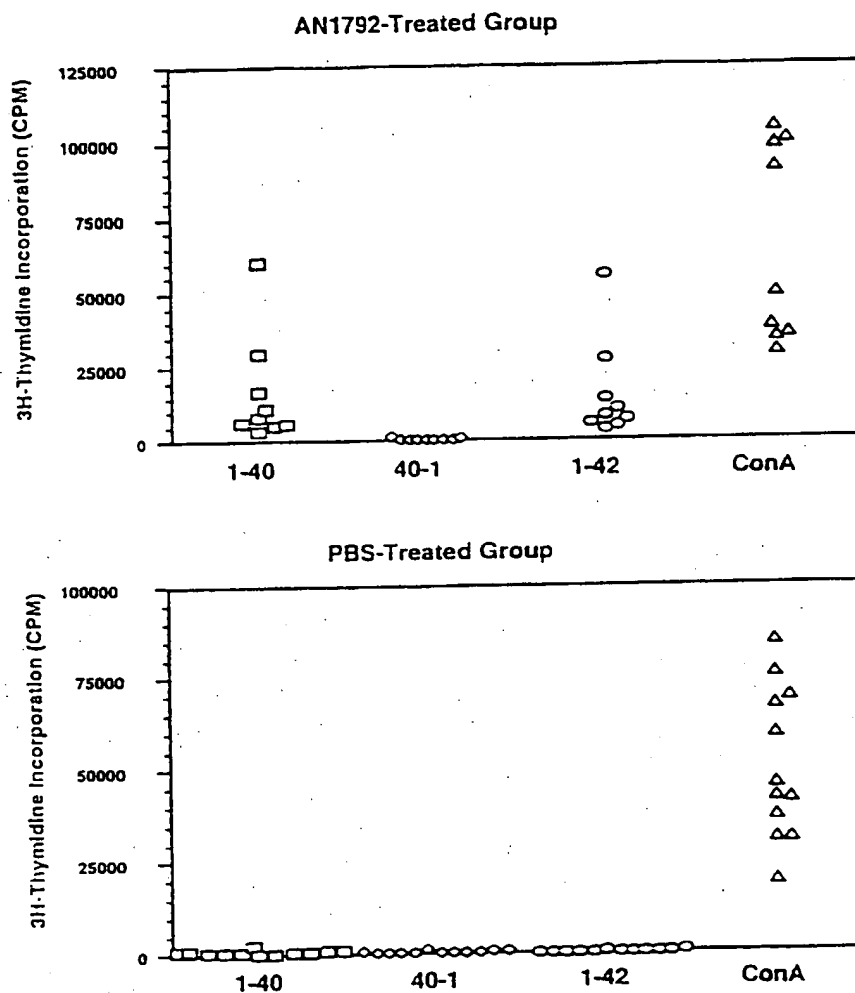 AN1792-Treated Group
3H-Thymidine Incorporation (CPM)
125000
100000
75000
50000
25000
0
1-40 40-1 1-42 ConA
PBS-Treated Group
3H-Thymidine Incorporation (CPM)
100000
75000
50000
25000
0
1-40 40-1 1-42 ConA